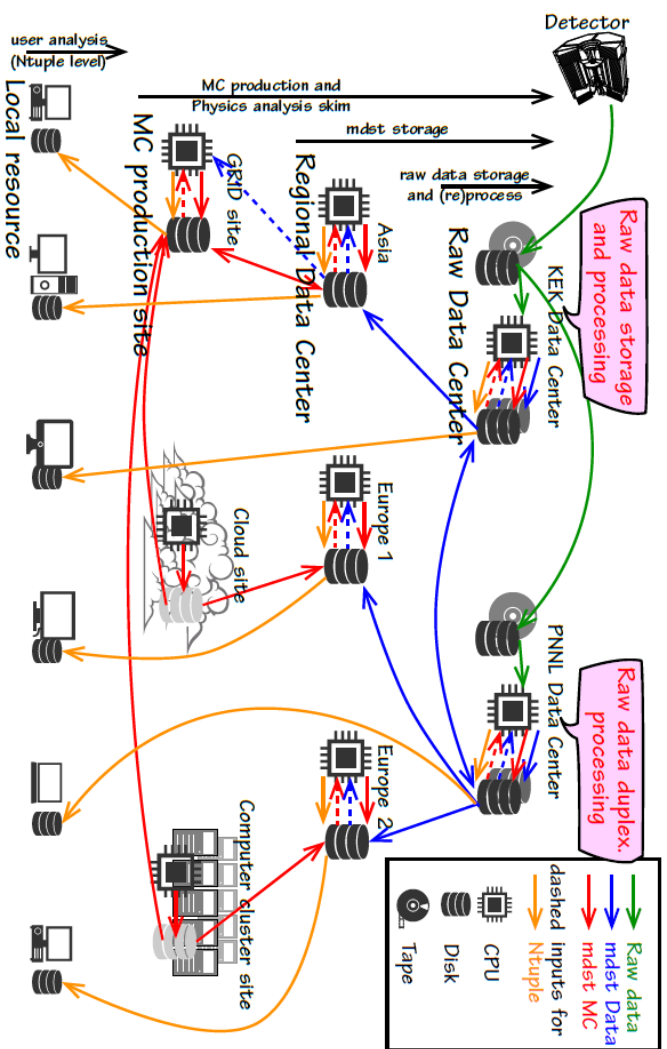 Detector
user analysis
(Ntuple level)
MC production and
Physics analysis skim
mdst storage
raw data storage
and (re)process
Local resource
MC production site
GRID site
Regional Data Center
Asia
Raw Data Center
KEK Data Center
Raw data storage
and processing
Cloud site
Europe 1
PNNL Data Center
Raw data duplex.
processing
Computer cluster site
Europe 2
Raw data
mdst Data
mdst MC
Ntuple
dashed inputs for
CPU
Disk
Tape